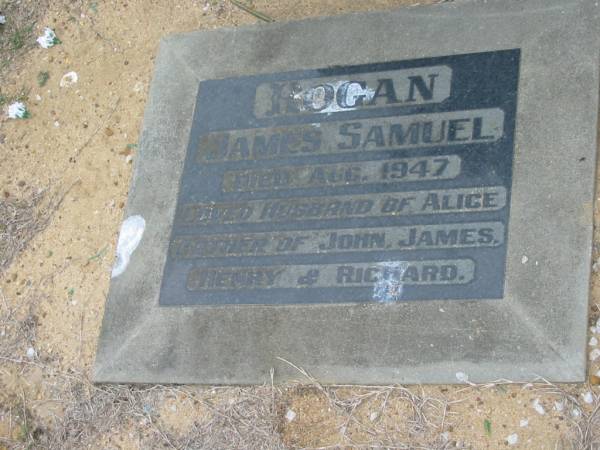 HOGAN
JAMES SAMUEL
DIED AUG. 1947
LOVED HUSBAND OF ALICE
FATHER OF JOHN, JAMES,
HENRY & RICHARD.